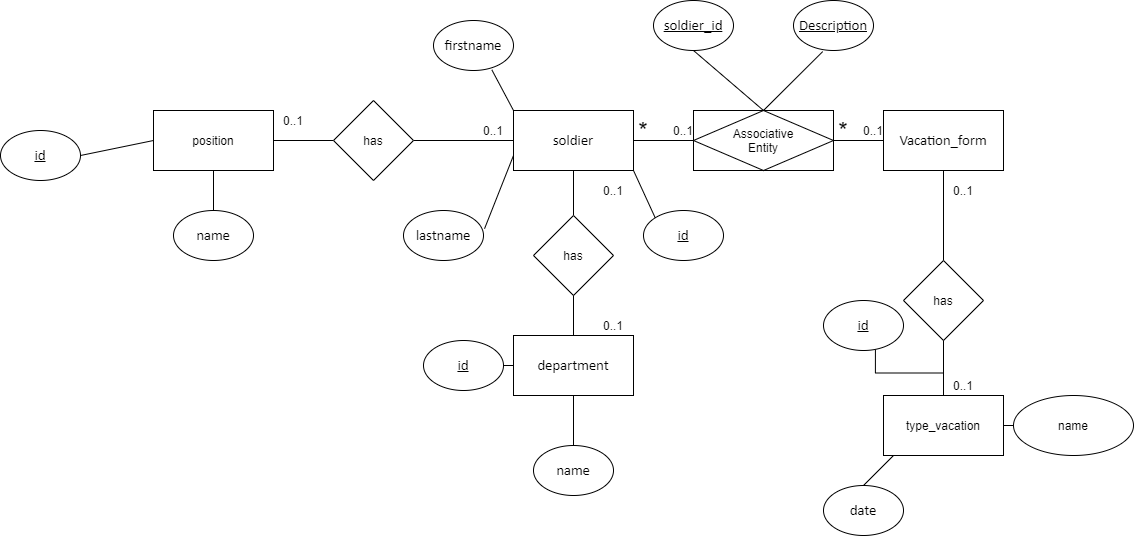 soldier_id
Description
firstname
0..1
position
has
0..1
soldier
*
0..1
Associative
Entity
*
0..1
Vacation_form
id
name
lastname
0..1
id
0..1
has
has
id
0..1
id
department
0..1
type_vacation
name
name
date